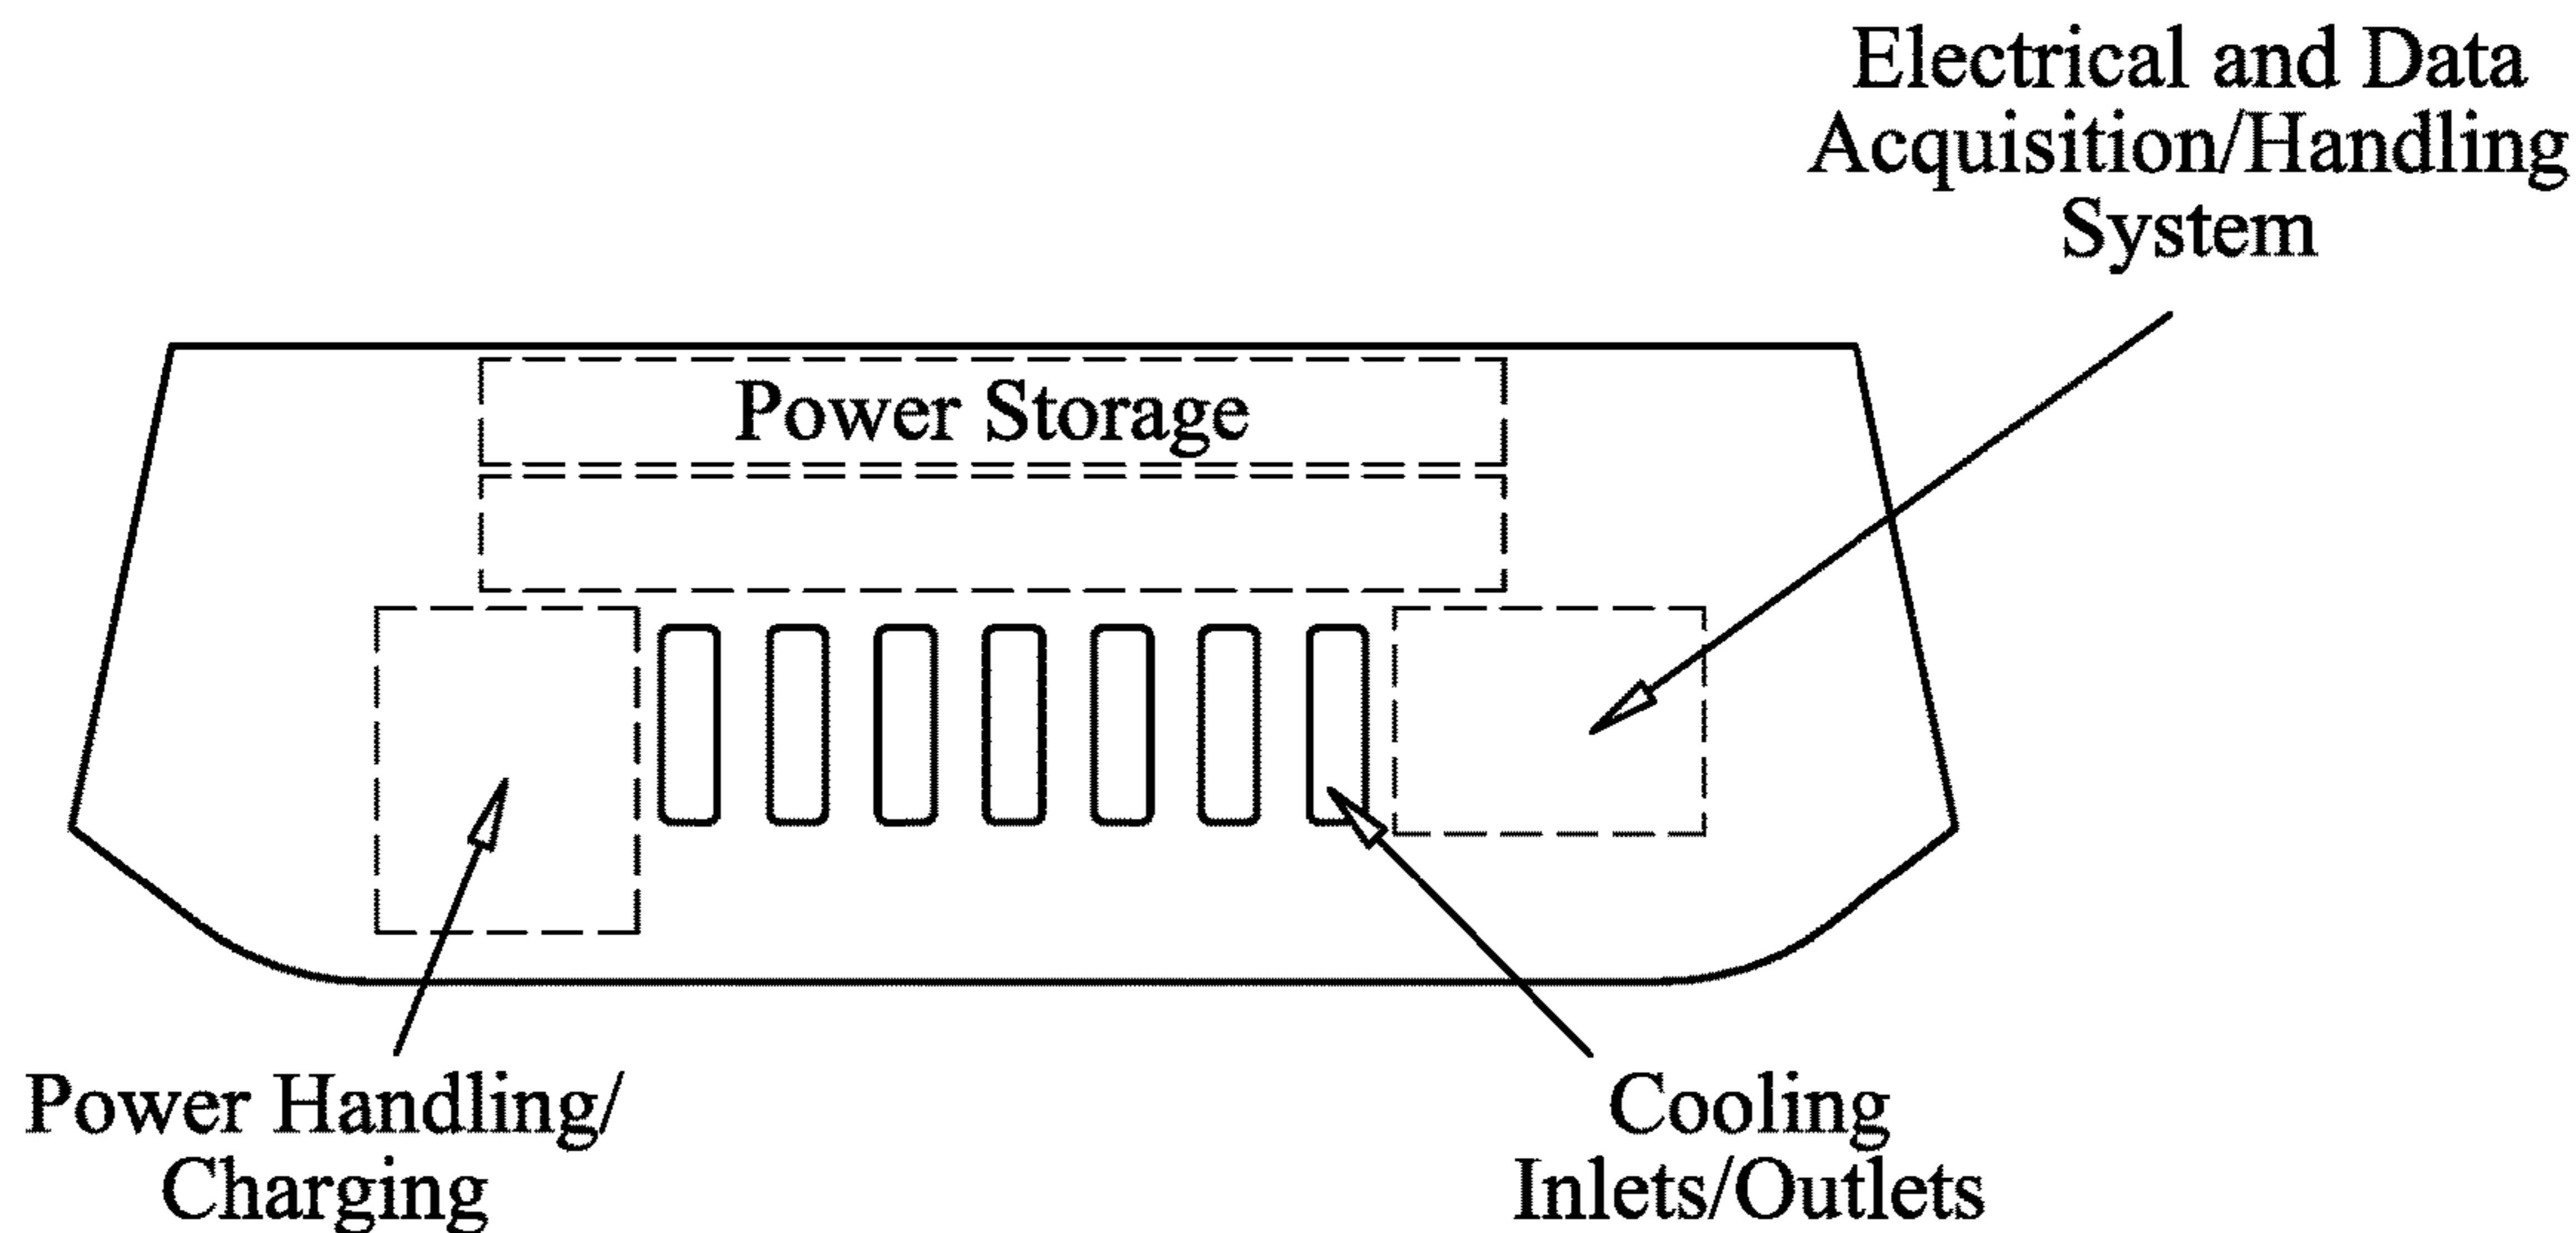 Electrical and Data
Acquisition/Handling
System
Power Storage
Power Handling/
Charging
Cooling
Inlets/Outlets